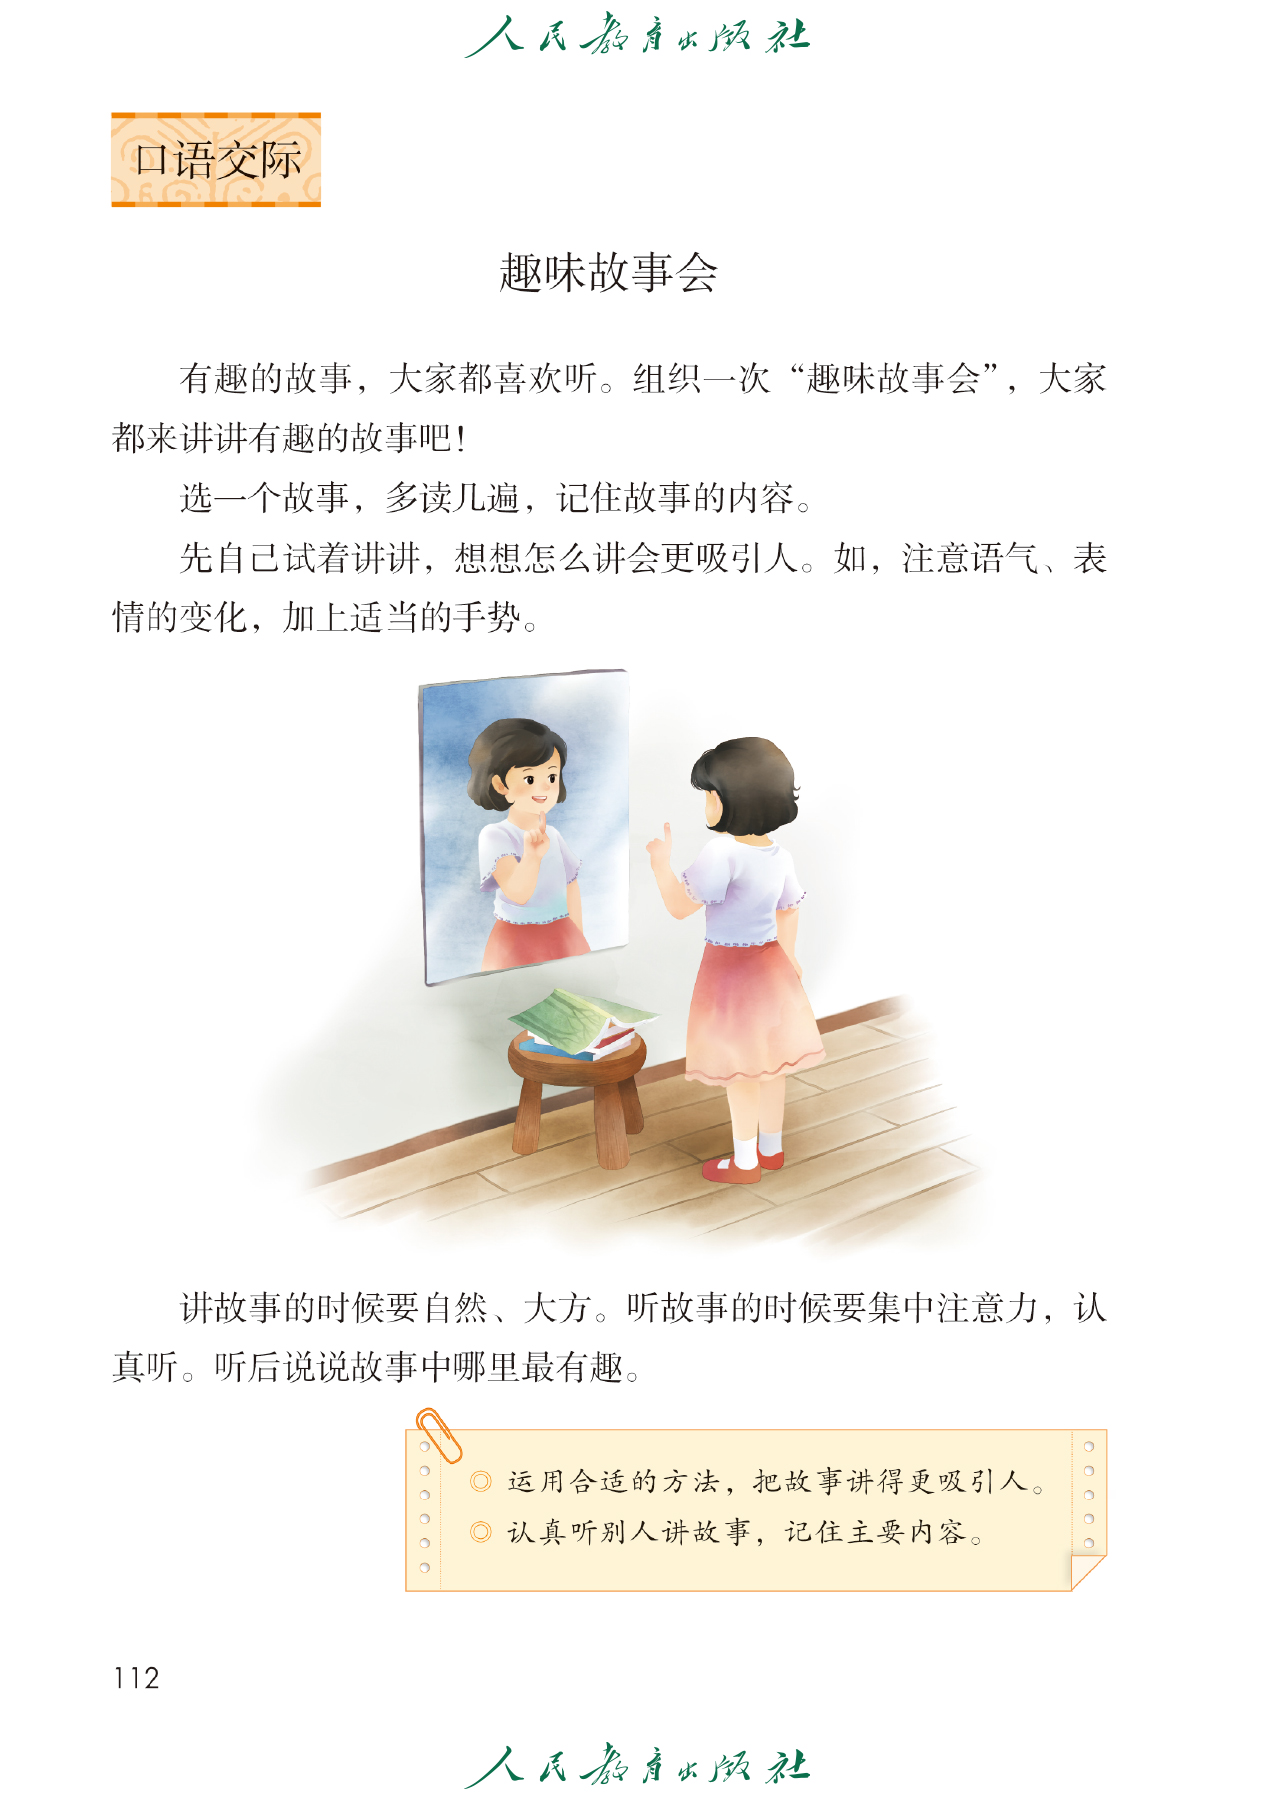 人民教育出版社
口语交际
趣味故事会
有趣的故事，大家都喜欢听。组织一次“趣味故事会”，大家
都来讲讲有趣的故事吧！
选一个故事，多读几遍，记住故事的内容。
先自己试着讲讲，想想怎么讲会更吸引人。如，注意语气、表
情的变化，加上适当的手势。
讲故事的时候要自然、大方。听故事的时候要集中注意力，认
真听。听后说说故事中哪里最有趣。
◎ 运用合适的方法，把故事讲得更吸引人。
◎ 认真听别人讲故事，记住主要内容。
112
人民教育出版社